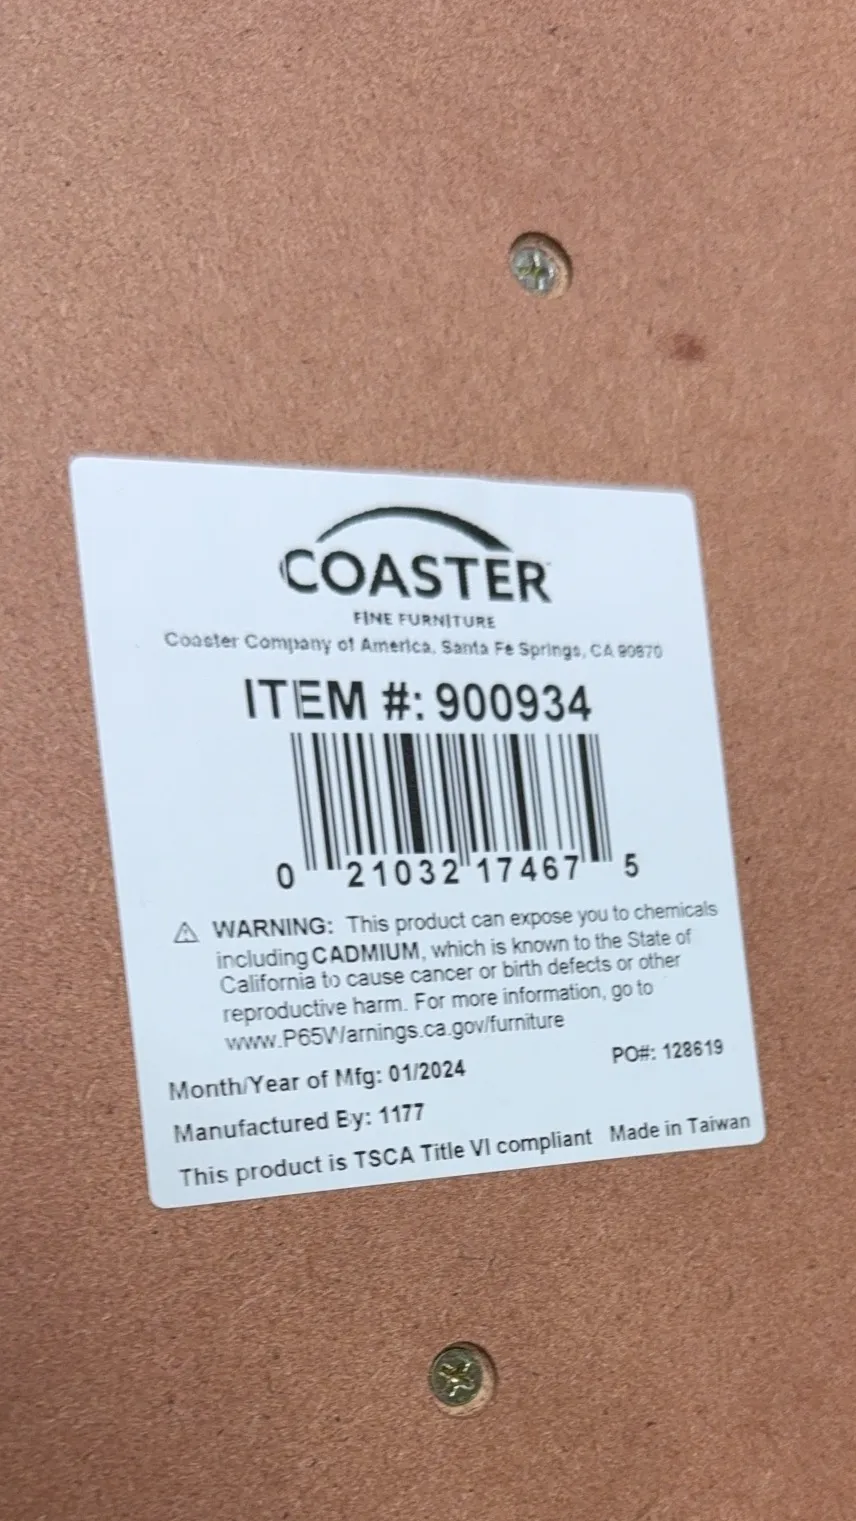 COASTER
FINE FURNITURE
Coaster Company of America, Santa Fe Springs, CA 90670
ITEM #: 900934
0 21032 17467 5
⚠ WARNING: This product can expose you to chemicals
including CADMIUM, which is known to the State of
California to cause cancer or birth defects or other
reproductive harm. For more information, go to
www.P65Warnings.ca.gov/furniture
Month/Year of Mfg: 01/2024 PO#: 128619
Manufactured By: 1177
This product is TSCA Title VI compliant Made in Taiwan